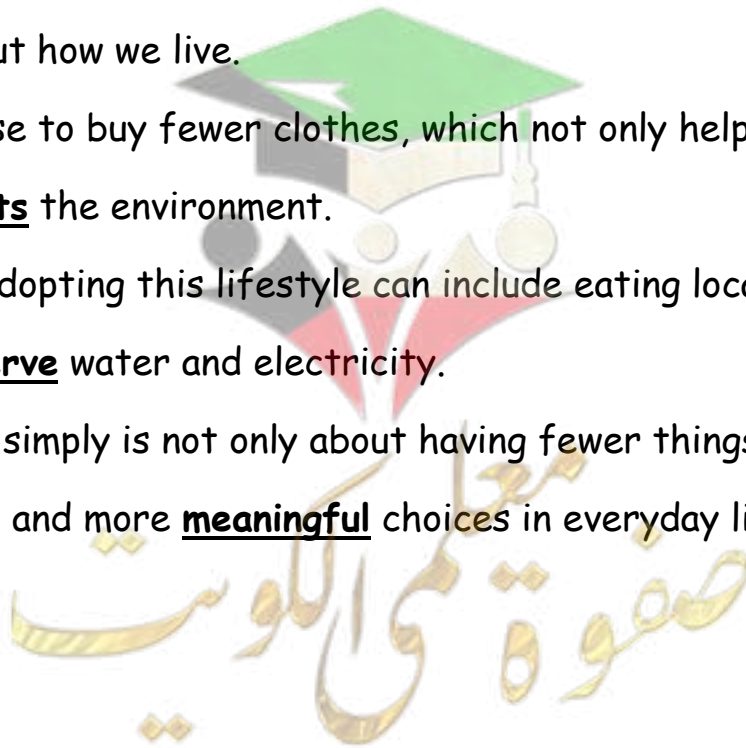 ut how we live.
se to buy fewer clothes, which not only help
ts the environment.
dopting this lifestyle can include eating loc
rve water and electricity.
simply is not only about having fewer things
and more meaningful choices in everyday li
صفوة معلمى الكويت